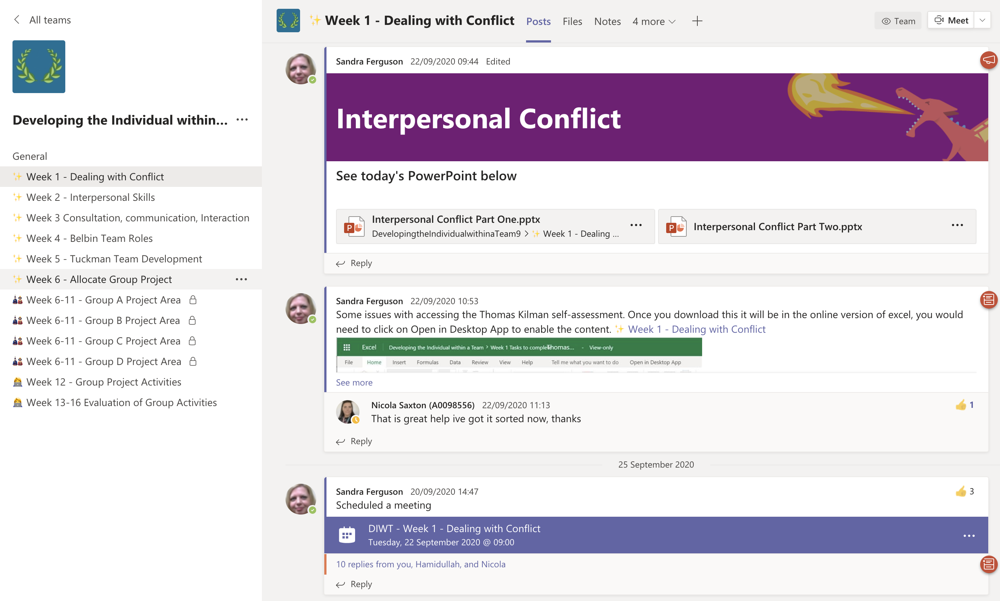 All teams
Developing the Individual within...
General
Week 1 - Dealing with Conflict
Week 2 - Interpersonal Skills
Week 3 Consultation, communication, Interaction
Week 4 - Belbin Team Roles
Week 5 - Tuckman Team Development
Week 6 - Allocate Group Project
Week 6-11 - Group A Project Area
Week 6-11 - Group B Project Area
Week 6-11 - Group C Project Area
Week 6-11 - Group D Project Area
Week 12 - Group Project Activities
Week 13-16 Evaluation of Group Activities
Week 1 - Dealing with Conflict Posts Files Notes 4 more Team Meet
Sandra Ferguson 22/09/2020 09:44 Edited
Interpersonal Conflict
See today's PowerPoint below
Interpersonal Conflict Part One.pptx
DevelopingtheIndividualwithinaTeam9 > Week 1 - Dealing ...
Interpersonal Conflict Part Two.pptx
Reply
Sandra Ferguson 22/09/2020 10:53
Some issues with accessing the Thomas Kilman self-assessment. Once you download this it will be in the online version of excel, you would
need to click on Open in Desktop App to enable the content. Week 1 - Dealing with Conflict
Excel Developing the Individual within a Team > Week 1 Tasks to complete Thomas... - View-only
File Home Insert Formulas Data Review View Help Tell me what you want to do Open in Desktop App
See more
Nicola Saxton (A0098556) 22/09/2020 11:13 1
That is great help ive got it sorted now, thanks
Reply
25 September 2020
Sandra Ferguson 20/09/2020 14:47 3
Scheduled a meeting
DIWT - Week 1 - Dealing with Conflict
Tuesday, 22 September 2020 @ 09:00
10 replies from you, Hamidullah, and Nicola
Reply